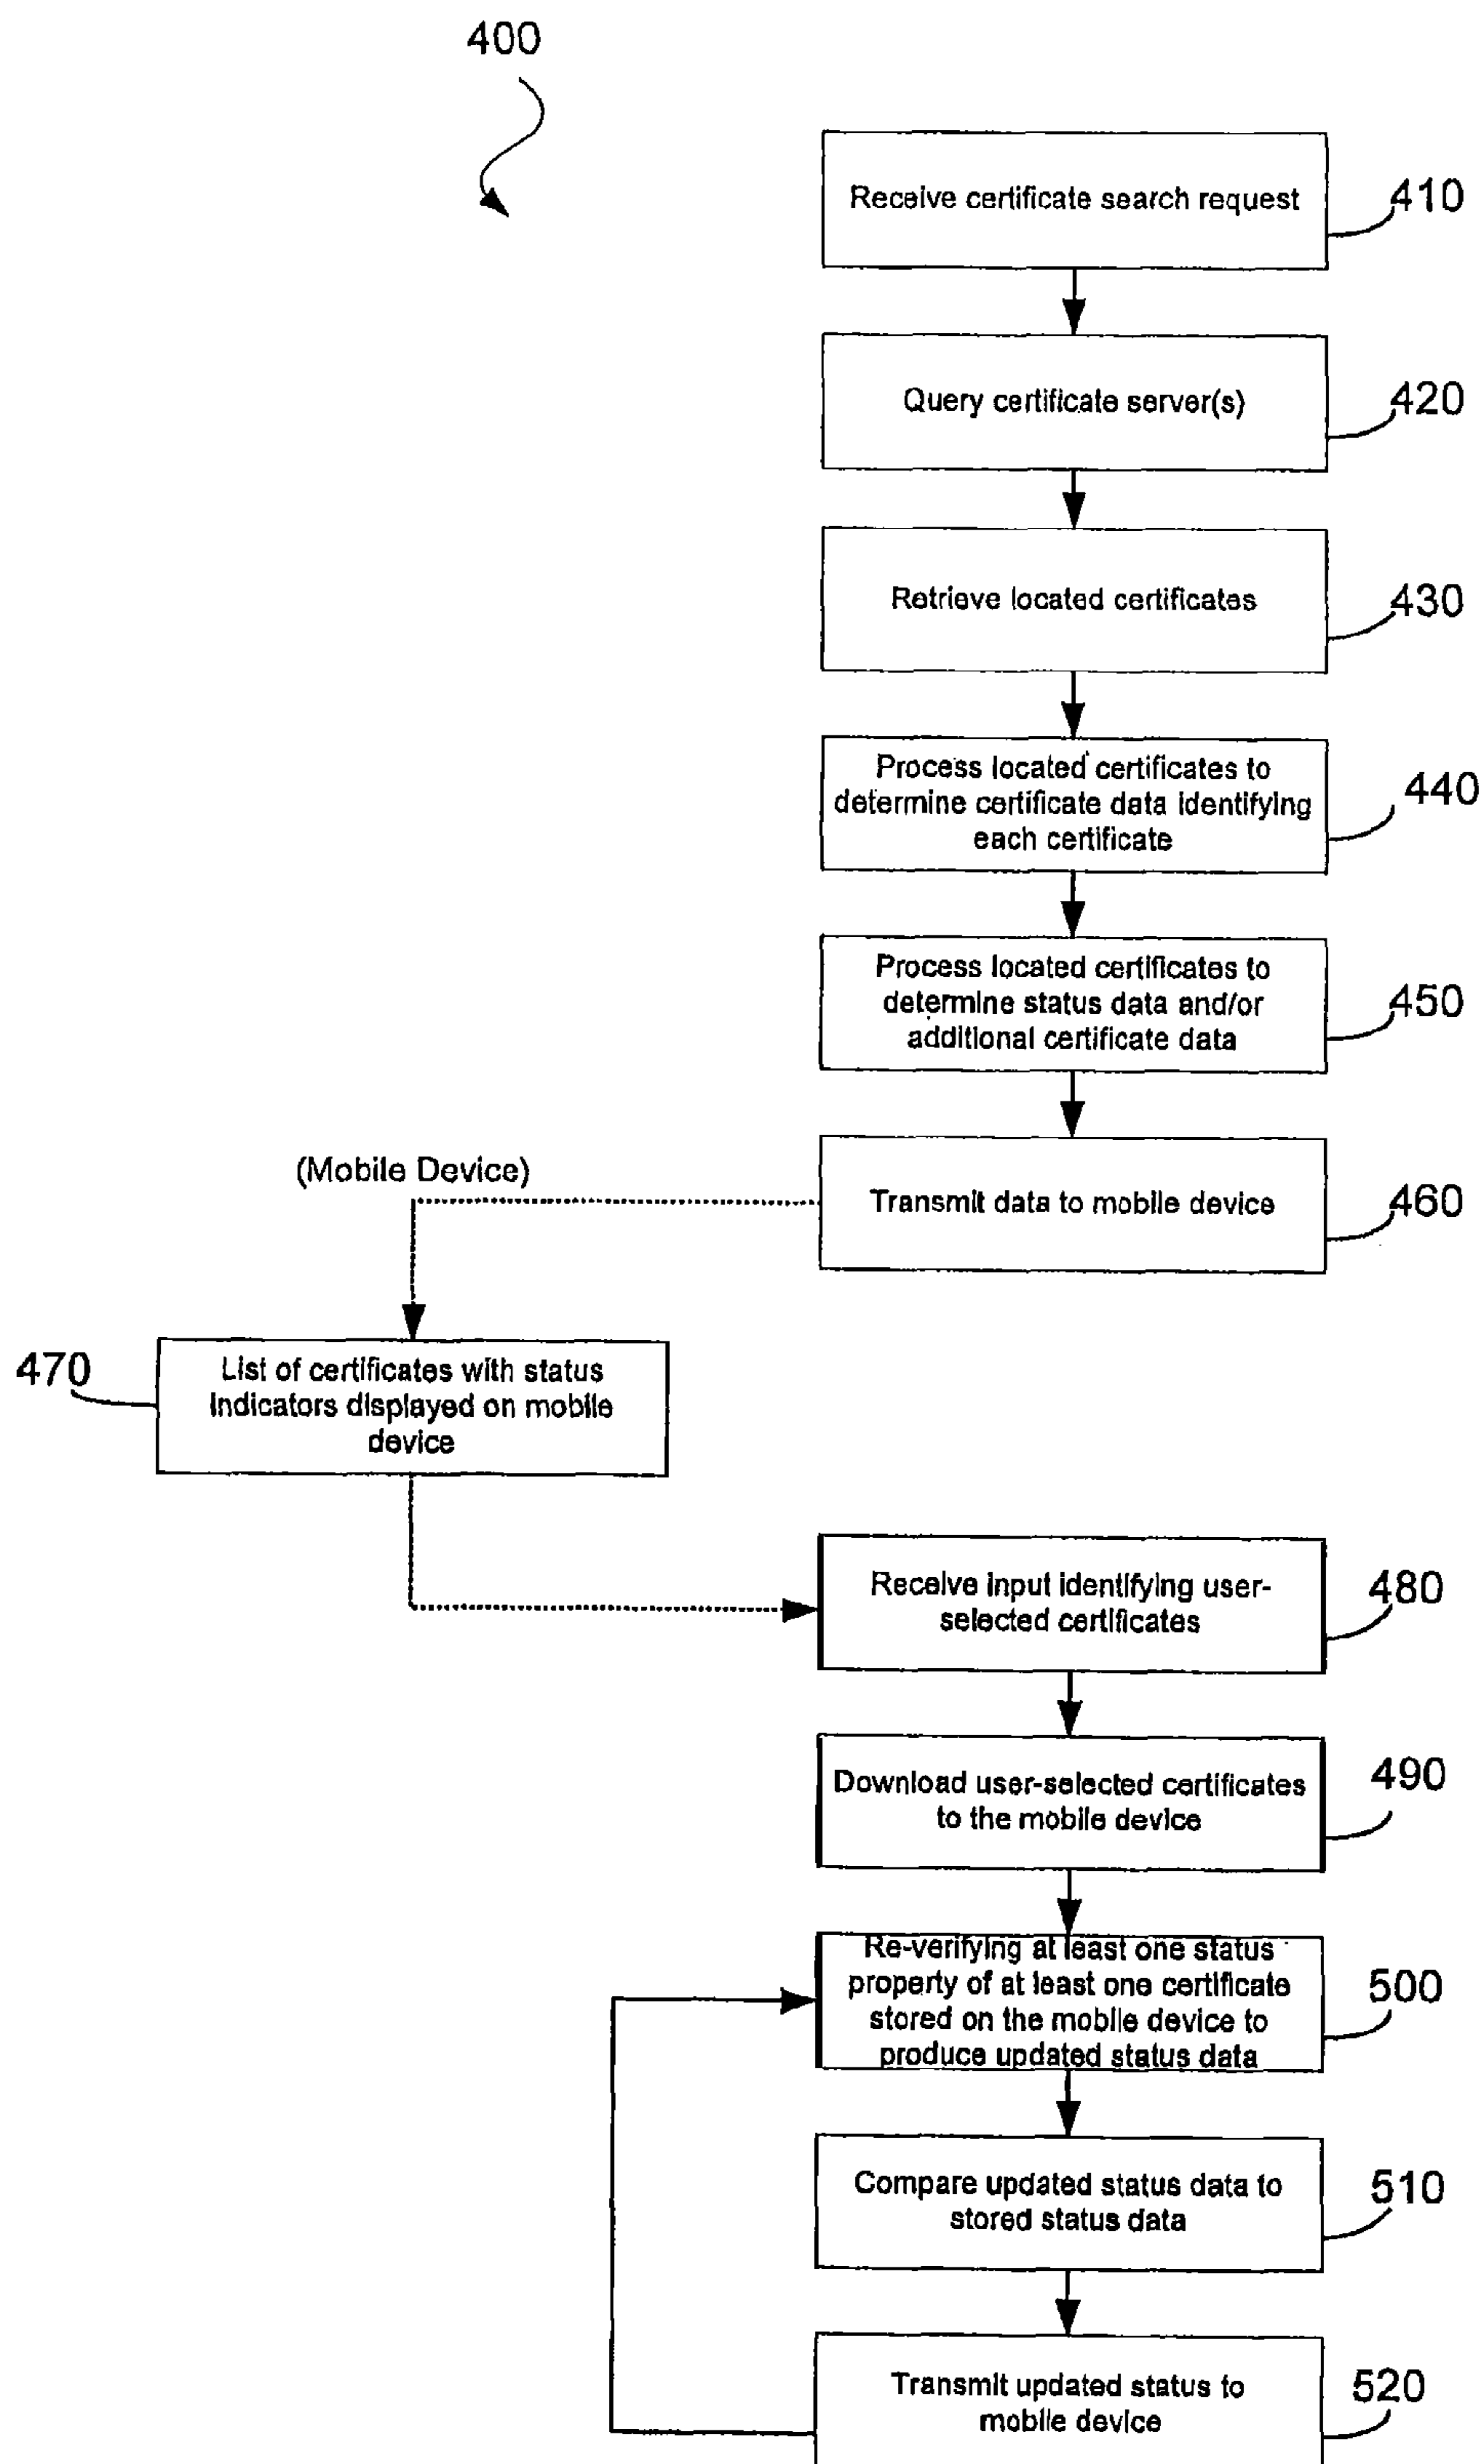 400
Receive certificate search request
410
Query certificate server(s)
420
Retrieve located certificates
430
Process located certificates to
determine certificate data identifying
each certificate
440
Process located certificates to
determine status data and/or
additional certificate data
450
(Mobile Device)
Transmit data to mobile device
460
470
List of certificates with status
indicators displayed on mobile
device
Receive input identifying user-
selected certificates
480
Download user-selected certificates
to the mobile device
490
Re-verifying at least one status
property of at least one certificate
stored on the mobile device to
produce updated status data
500
Compare updated status data to
stored status data
510
Transmit updated status to
mobile device
520